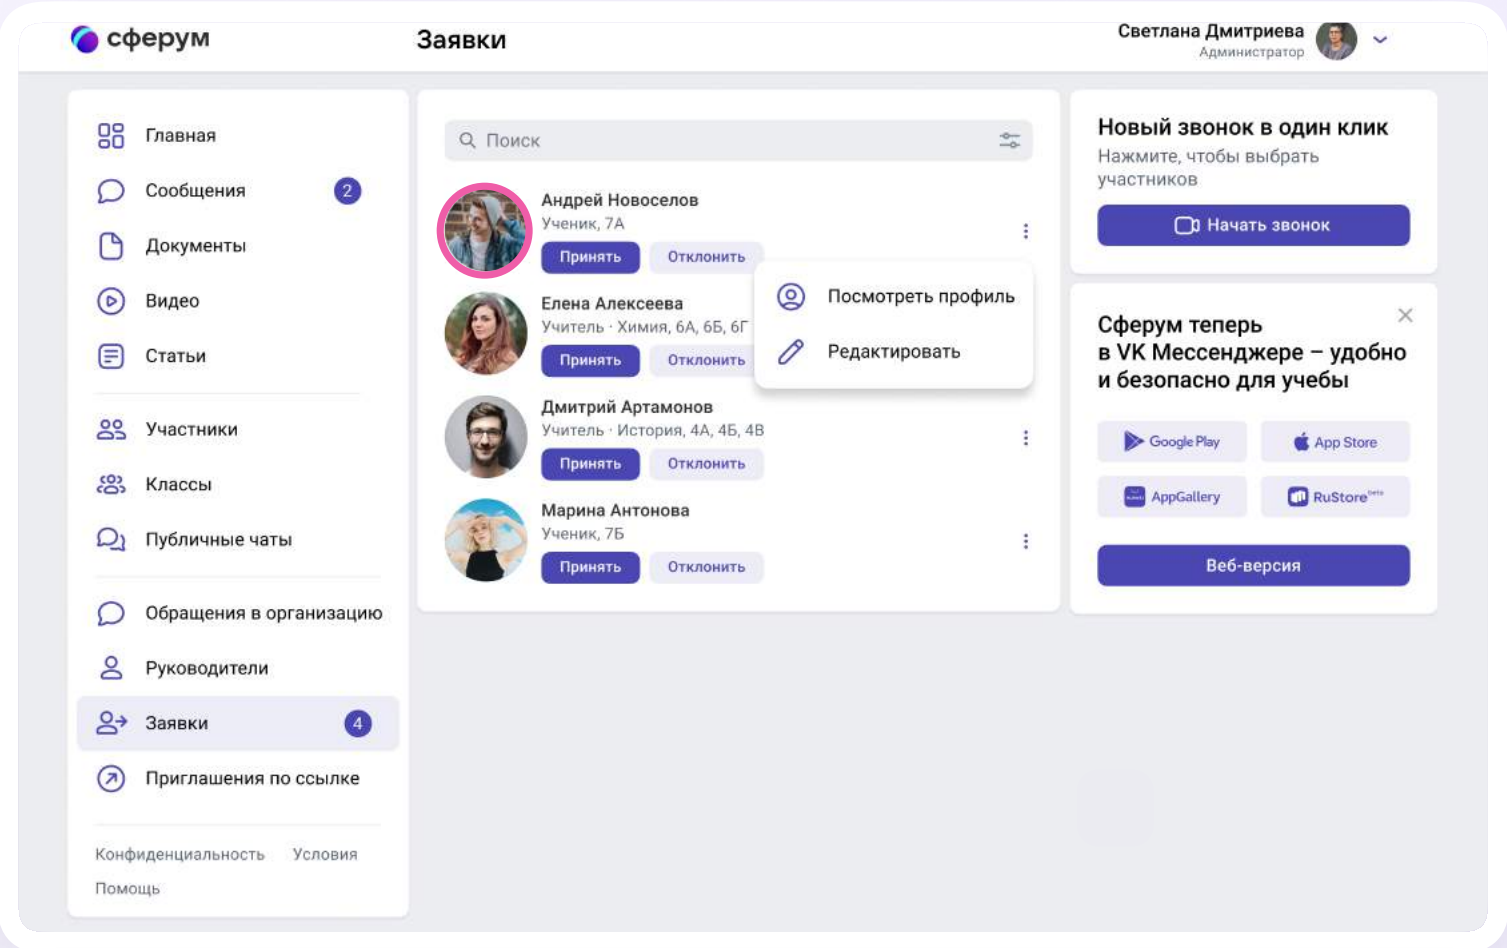 сферум
Заявки
Светлана Дмитриева
Администратор
Главная
Сообщения 2
Документы
Видео
Статьи
Участники
Классы
Публичные чаты
Обращения в организацию
Руководители
Заявки 4
Приглашения по ссылке
Конфиденциальность Условия
Помощь
Поиск
Андрей Новоселов
Ученик, 7А
Принять Отклонить
Елена Алексеева
Учитель · Химия, 6А, 6Б, 6Г
Принять Отклонить
Посмотреть профиль
Редактировать
Дмитрий Артамонов
Учитель · История, 4А, 4Б, 4В
Принять Отклонить
Марина Антонова
Ученик, 7Б
Принять Отклонить
Новый звонок в один клик
Нажмите, чтобы выбрать
участников
Начать звонок
Сферум теперь
в VK Мессенджере – удобно
и безопасно для учебы
Google Play App Store
AppGallery RuStore beta
Веб-версия